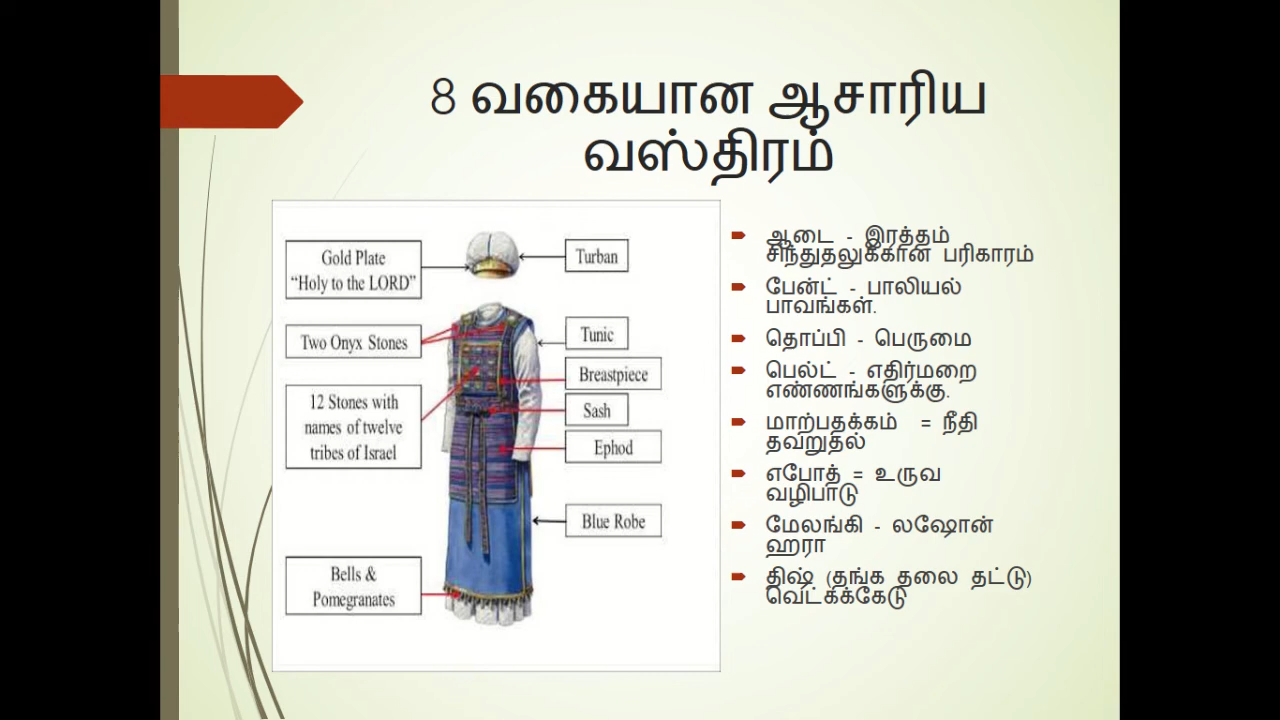 8 வகையான ஆசாரிய
வஸ்திரம்
Gold Plate
“Holy to the LORD”
Turban
Two Onyx Stones
Tunic
Breastpiece
12 Stones with
names of twelve
tribes of Israel
Sash
Ephod
Blue Robe
Bells &
Pomegranates
ஆடை - இரத்தம்
சிந்துதலுக்கான பரிகாரம்
பேன்ட் - பாலியல்
பாவங்கள்.
தொப்பி - பெருமை
பெல்ட் - எதிர்மறை
எண்ணங்களுக்கு.
மாற்பதக்கம் = நீதி
தவறுதல்
எபோத் = உருவ
வழிபாடு
மேலங்கி - லஷோன்
ஹரா
திஷ் (தங்க தலை தட்டு)
வெட்கக்கேடு